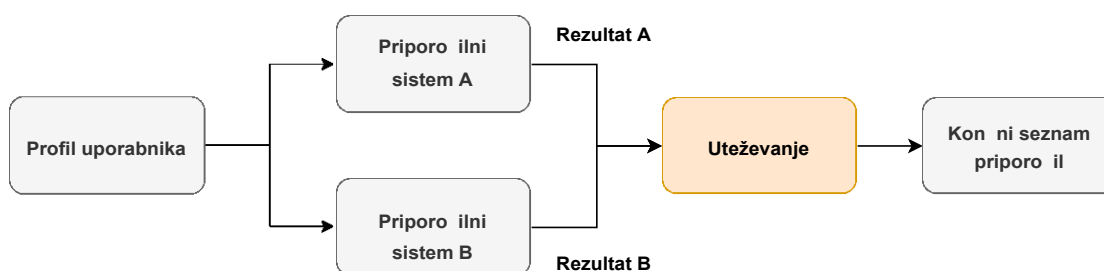 Rezultat A
Priporo ilni
sistem A
Profil uporabnika
Uteževanje
Kon ni seznam
priporo il
Priporo ilni
sistem B
Rezultat B